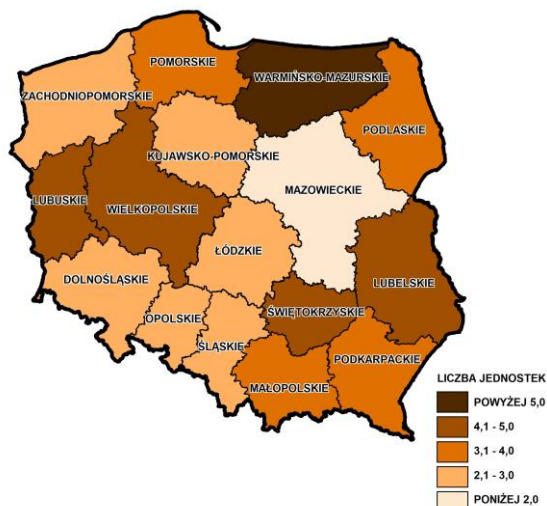 POMORSKIE
WARMIŃSKO-MAZURSKIE
ZACHODNIOPOMORSKIE
PODLASKIE
KUJAWSKO-POMORSKIE
MAZOWIECKIE
LUBUSKIE
WIELKOPOLSKIE
ŁÓDZKIE
DOLNOŚLĄSKIE
LUBELSKIE
OPOLSKIE
ŚWIĘTOKRZYSKIE
ŚLĄSKIE
PODKARPACKIE
MAŁOPOLSKIE
LICZBA JEDNOSTEK
POWYŻEJ 5,0
4,1 - 5,0
3,1 - 4,0
2,1 - 3,0
PONIŻEJ 2,0